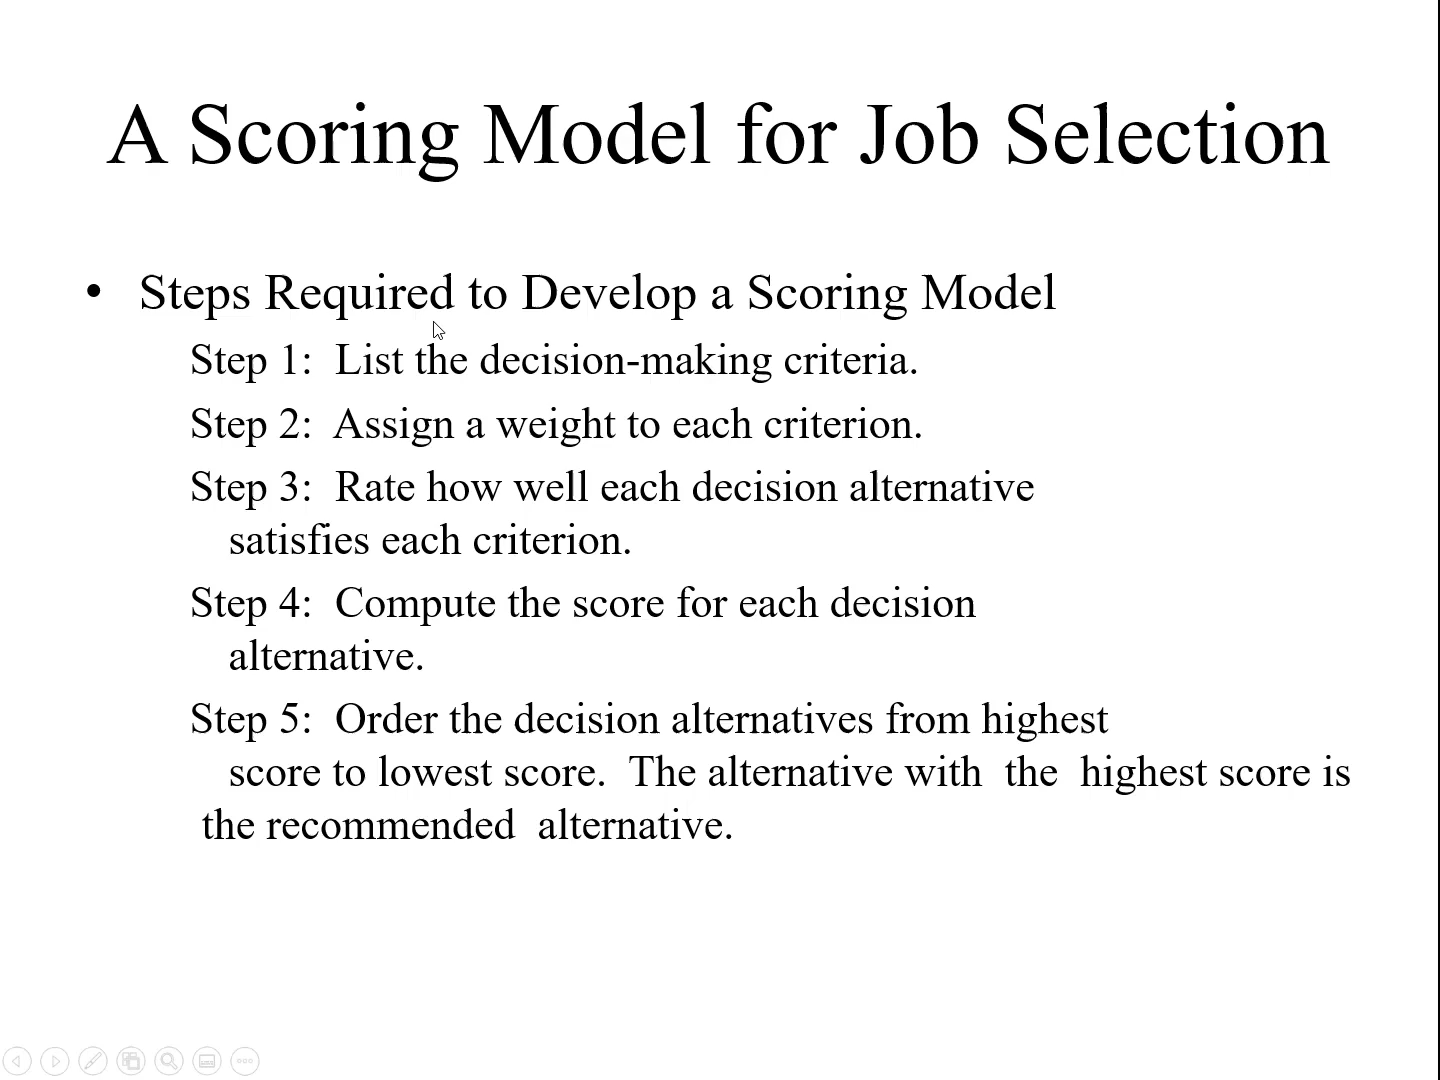 A Scoring Model for Job Selection
• Steps Required to Develop a Scoring Model
Step 1:  List the decision-making criteria.
Step 2:  Assign a weight to each criterion.
Step 3:  Rate how well each decision alternative
satisfies each criterion.
Step 4:  Compute the score for each decision
alternative.
Step 5:  Order the decision alternatives from highest
score to lowest score.  The alternative with  the  highest score is
the recommended  alternative.